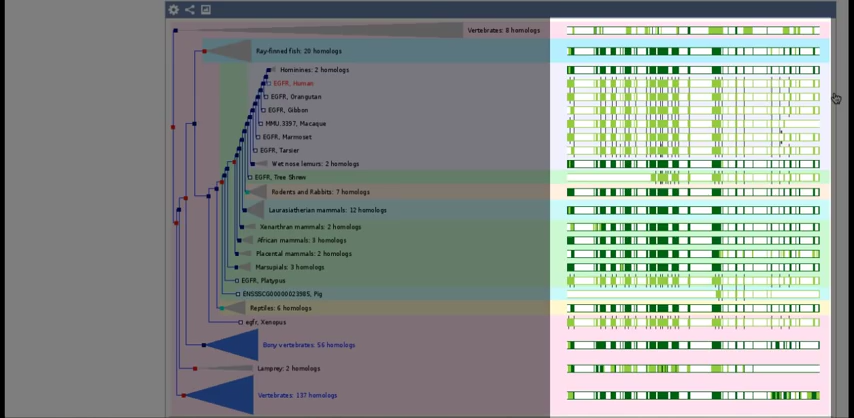 Vertebrates: 8 homologs
Ray-finned fish: 20 homologs
Hominines: 2 homologs
EGFR, Human
EGFR, Orangutan
EGFR, Gibbon
MMU.3397, Macaque
EGFR, Marmoset
EGFR, Tarsier
Wet nose lemurs: 2 homologs
EGFR, Tree Shrew
Rodents and Rabbits: 7 homologs
Laurasiatherian mammals: 12 homologs
Xenarthran mammals: 2 homologs
African mammals: 3 homologs
Placental mammals: 2 homologs
Marsupials: 3 homologs
EGFR, Platypus
ENSSSCG00000023985, Pig
Reptiles: 6 homologs
egfr, Xenopus
Bony vertebrates: 56 homologs
Lamprey: 2 homologs
Vertebrates: 137 homologs